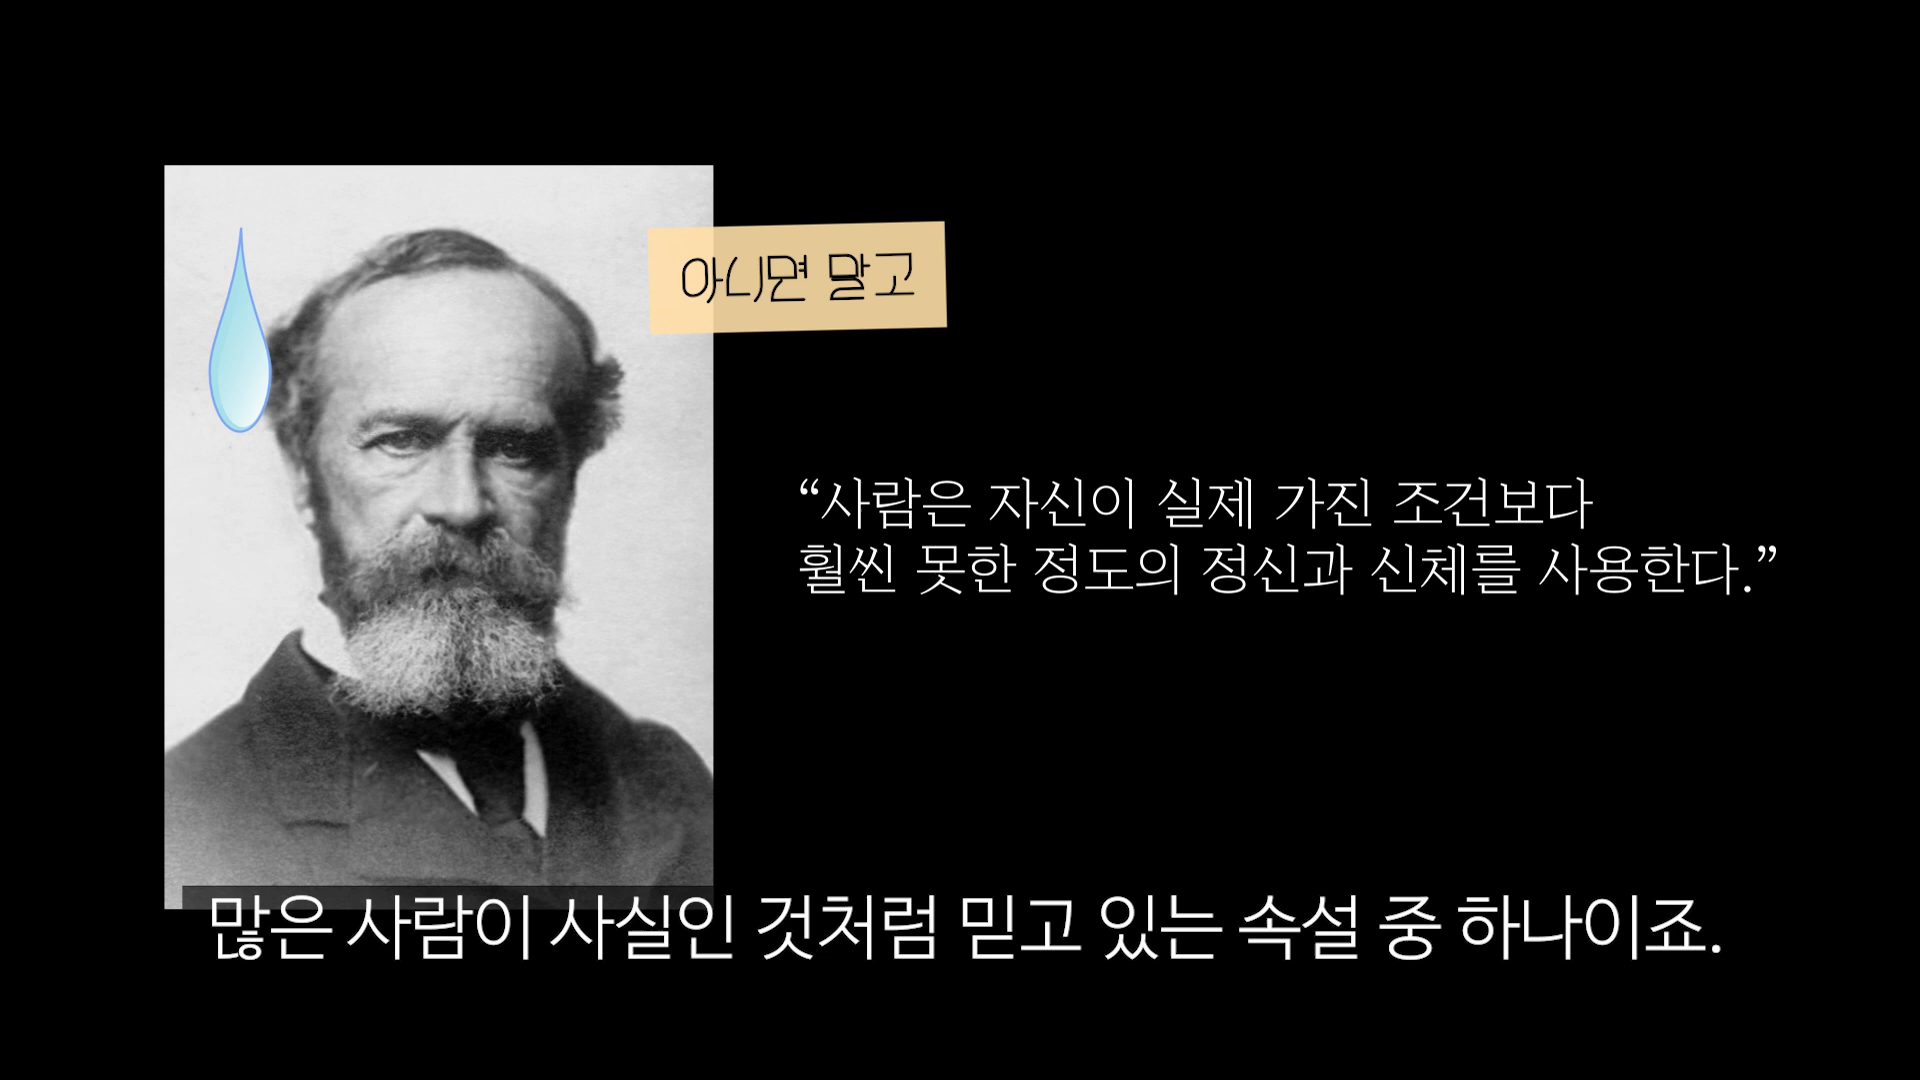 아니면 말고
“사람은 자신이 실제 가진 조건보다
훨씬 못한 정도의 정신과 신체를 사용한다.”
많은 사람이 사실인 것처럼 믿고 있는 속설 중 하나이죠.